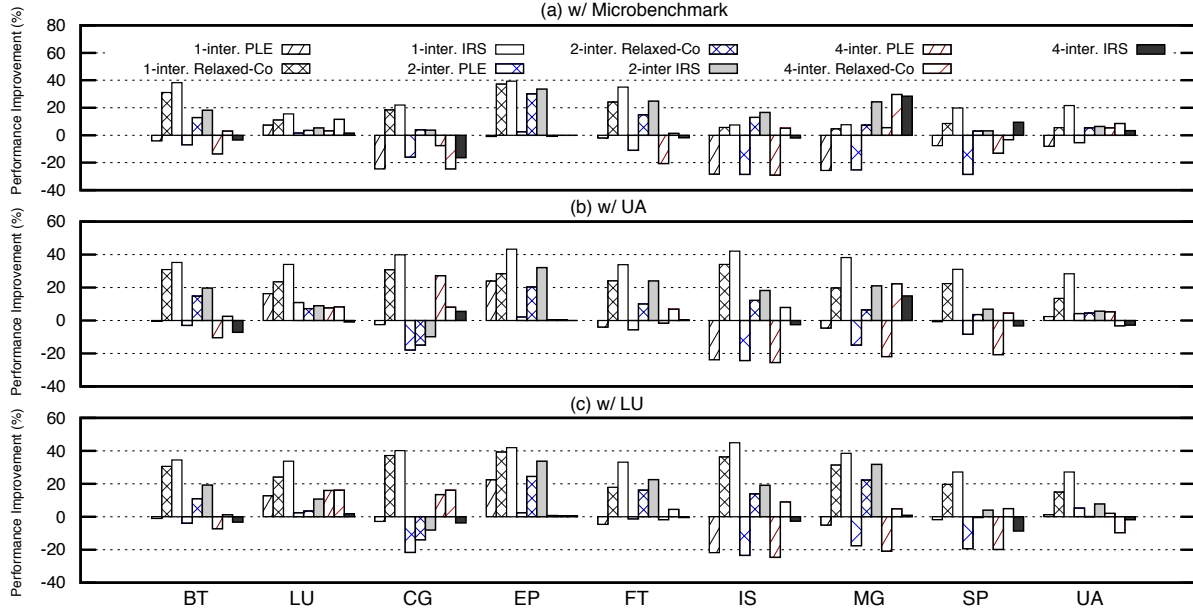 (a) w/ Microbenchmark
Performance Improvement (%)
80
60
40
20
0
-20
-40
1-inter. PLE
1-inter. IRS
2-inter. Relaxed-Co
4-inter. PLE
4-inter. IRS
1-inter. Relaxed-Co
2-inter. PLE
2-inter IRS
4-inter. Relaxed-Co
(b) w/ UA
Performance Improvement (%)
60
40
20
0
-20
-40
(c) w/ LU
Performance Improvement (%)
60
40
20
0
-20
-40
BT LU CG EP FT IS MG SP UA